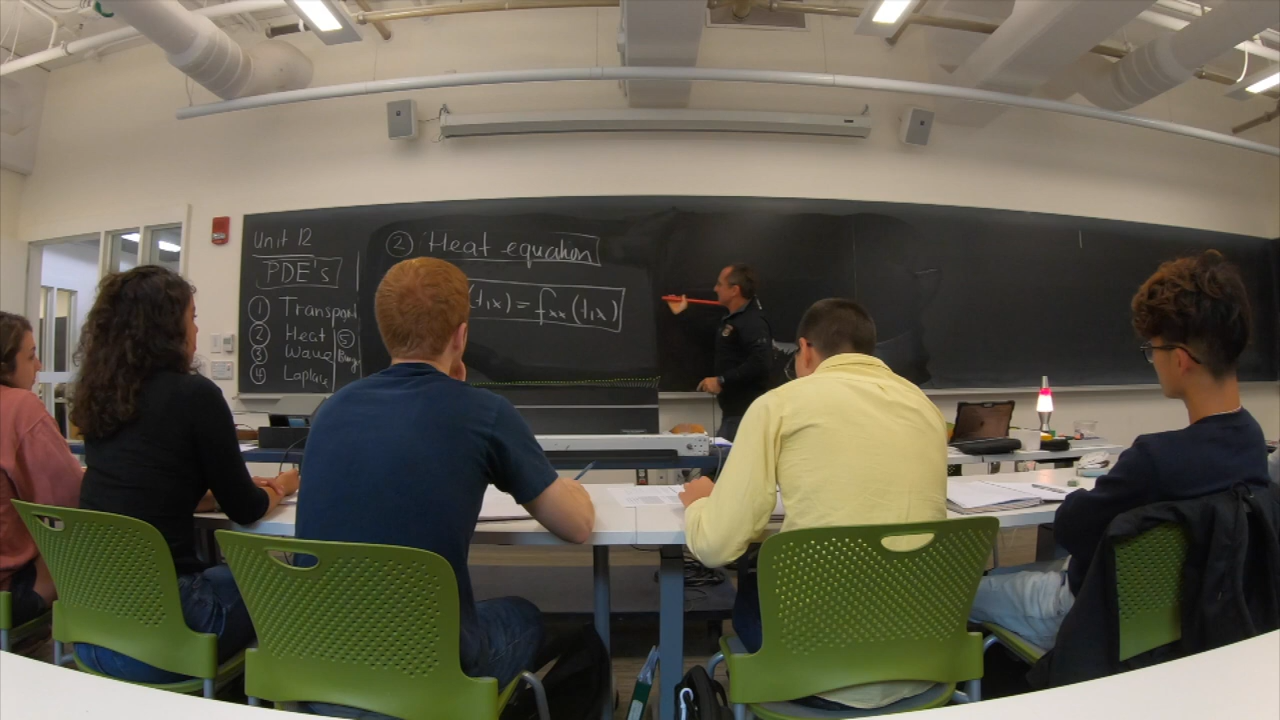 Unit 12
PDE's
① Transport
② Heat
③ Wave
④ Laplace
⑤
② Heat equation
(t,x) = fxx(t,x)